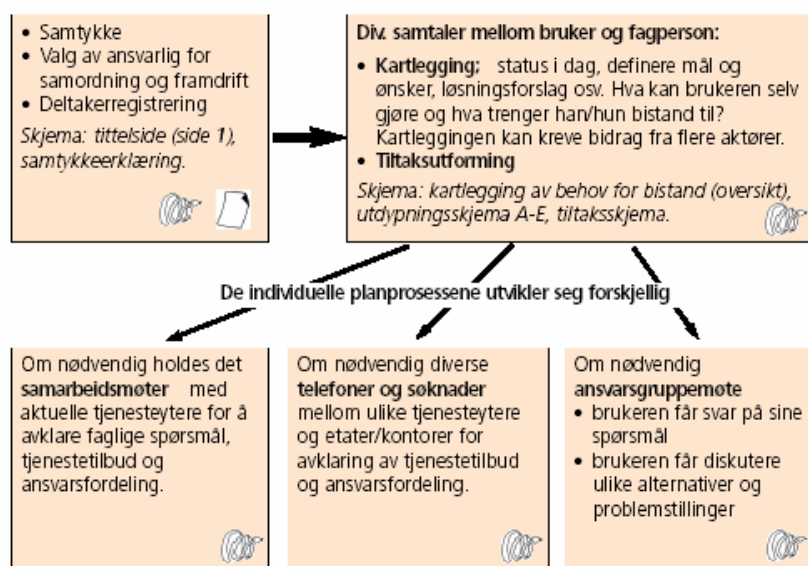 • Samtykke
• Valg av ansvarlig for
samordning og framdrift
• Deltakerregistrering
Skjema: tittelside (side 1),
samtykkeerklæring.
Div. samtaler mellom bruker og fagperson:
• Kartlegging; status i dag, definere mål og
ønsker, løsningsforslag osv. Hva kan brukeren selv
gjøre og hva trenger han/hun bistand til?
Kartleggingen kan kreve bidrag fra flere aktører.
• Tiltaksutforming
Skjema: kartlegging av behov for bistand (oversikt),
utdypningsskjema A-E, tiltaksskjema.
De individuelle planprosessene utvikler seg forskjellig
Om nødvendig holdes det
samarbeidsmøter med
aktuelle tjenesteytere for å
avklare faglige spørsmål,
tjenestetilbud og
ansvarsfordeling.
Om nødvendig diverse
telefoner og søknader
mellom ulike tjenesteytere
og etater/kontorer for
avklaring av tjenestetilbud
og ansvarsfordeling.
Om nødvendig
ansvarsgruppemøte
• brukeren får svar på sine
spørsmål
• brukeren får diskutere
ulike alternativer og
problemstillinger